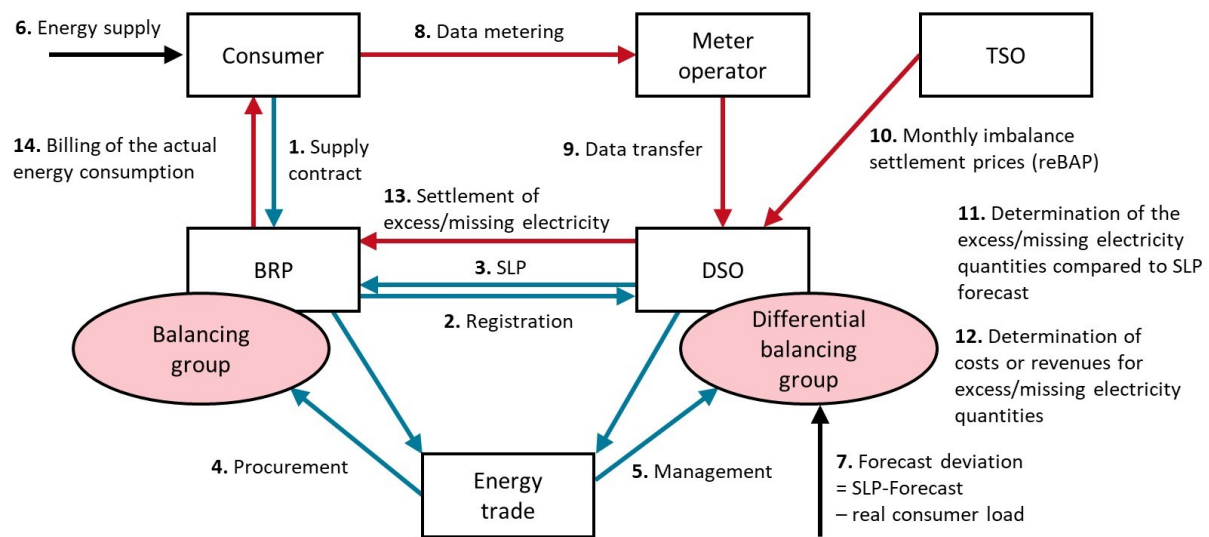 6. Energy supply
Consumer
8. Data metering
Meter
operator
TSO
14. Billing of the actual
energy consumption
1. Supply
contract
9. Data transfer
10. Monthly imbalance
settlement prices (reBAP)
13. Settlement of
excess/missing electricity
11. Determination of the
excess/missing electricity
quantities compared to SLP
forecast
BRP
3. SLP
DSO
2. Registration
Balancing
group
Differential
balancing
group
12. Determination of
costs or revenues for
excess/missing electricity
quantities
4. Procurement
Energy
trade
5. Management
7. Forecast deviation
= SLP-Forecast
– real consumer load